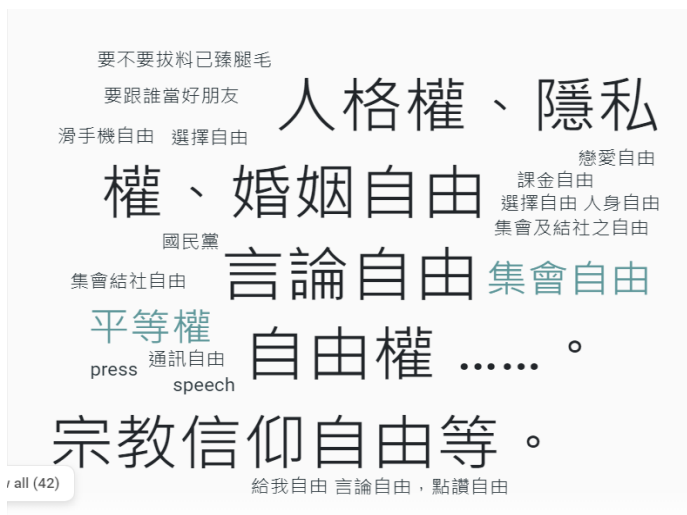 要不要拔料已臻腿毛
要跟誰當好朋友
人格權、隱私
滑手機自由 選擇自由
戀愛自由
權、婚姻自由
課金自由
選擇自由 人身自由
集會及結社之自由
國民黨
言論自由
集會自由
集會結社自由
平等權
自由權 ……。
press
通訊自由
speech
宗教信仰自由等。
all (42)
給我自由 言論自由，點讚自由